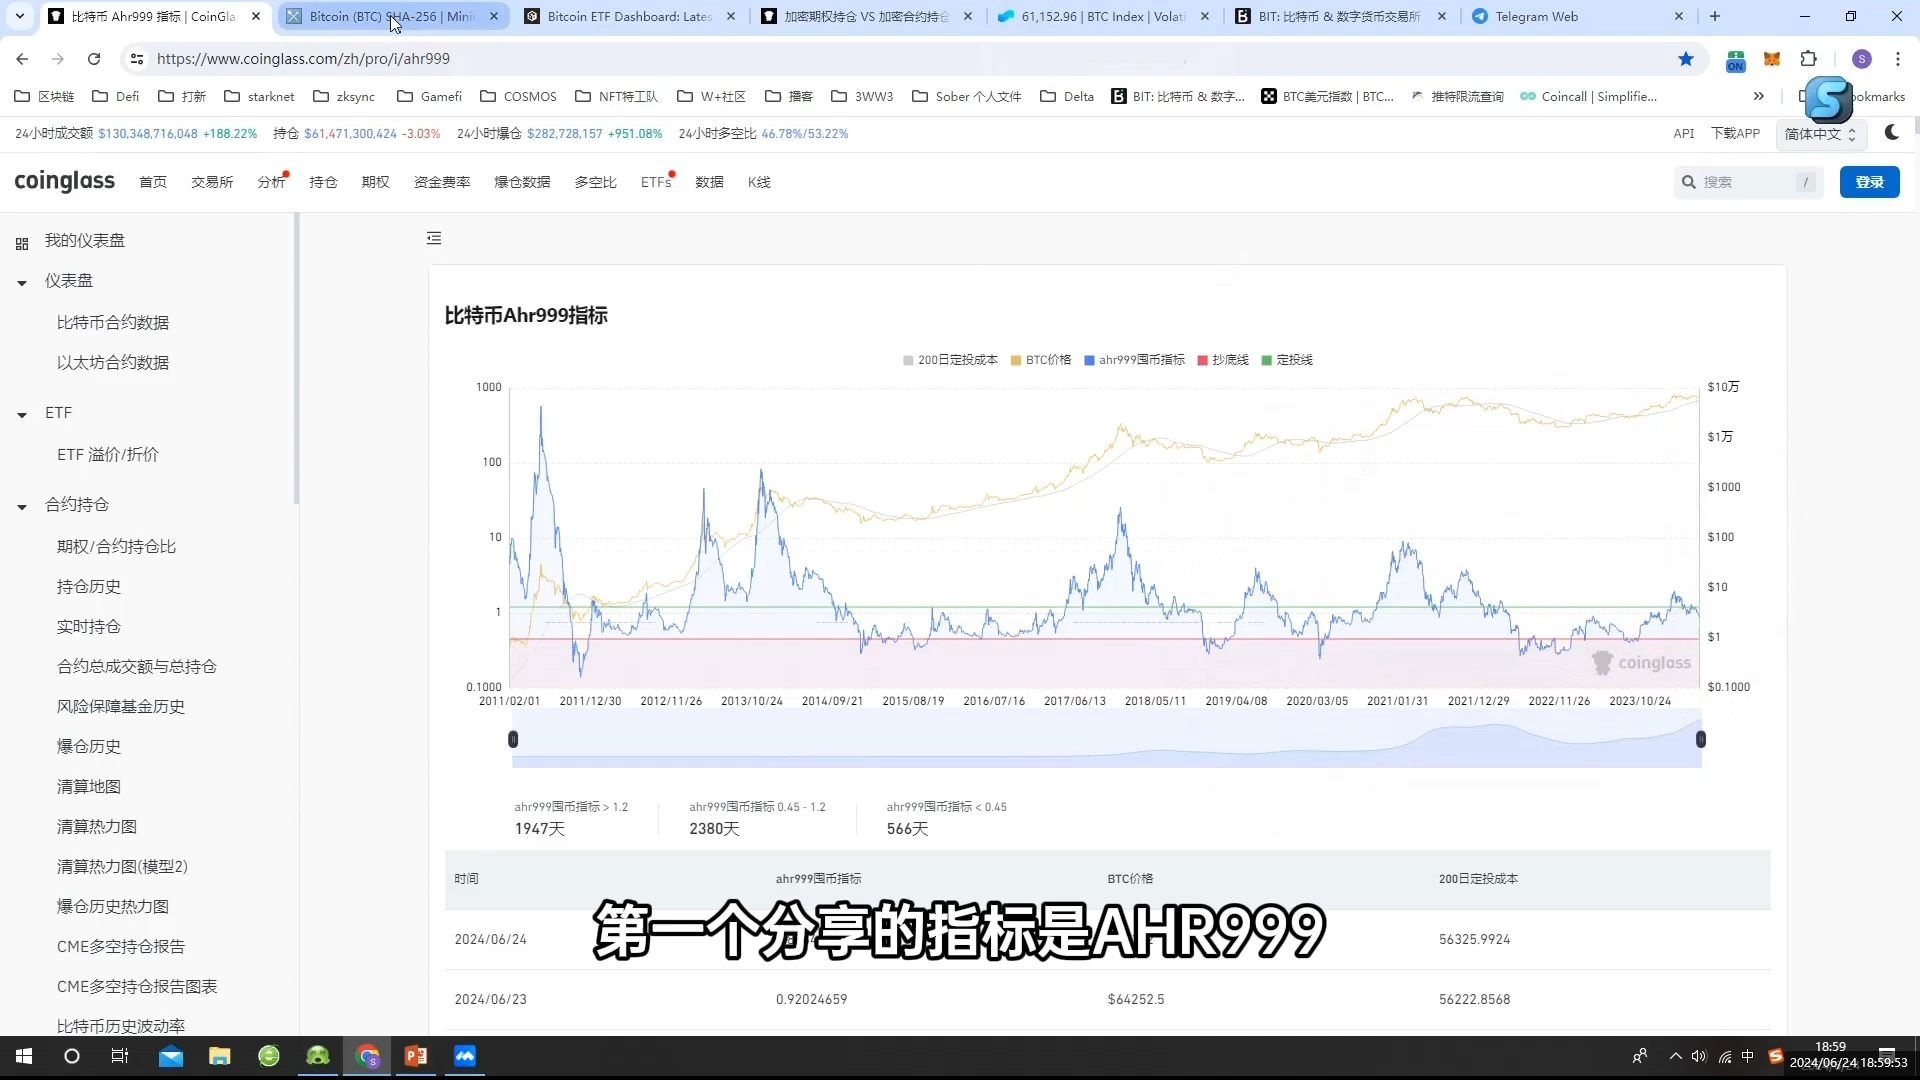 比特币 Ahr999 指标 | CoinGla
Bitcoin (BTC) SHA-256 | Minin
Bitcoin ETF Dashboard: Lates
加密期权持仓 VS 加密合约持仓
61,152.96 | BTC Index | Volati
BIT: 比特币 & 数字货币交易所
Telegram Web
https://www.coinglass.com/zh/pro/i/ahr999
ON
S
区块链
Defi
打新
starknet
zksync
Gamefi
COSMOS
NFT特工队
W+社区
播客
3WW3
Sober 个人文件
Delta
BIT: 比特币 & 数字...
BTC美元指数 | BTC...
推特限流查询
Coincall | Simplifie...
24小时成交额 $130,348,716,048 +188.22% 持仓 $61,471,300,424 -3.03% 24小时爆仓 $282,728,157 +951.08% 24小时多空比 46.78%/53.22%
API 下载APP 简体中文
coinglass 首页 交易所 分析 持仓 期权 资金费率 爆仓数据 多空比 ETFs 数据 K线
搜索 /
登录
我的仪表盘
仪表盘
比特币合约数据
以太坊合约数据
ETF
ETF 溢价/折价
合约持仓
期权/合约持仓比
持仓历史
实时持仓
合约总成交额与总持仓
风险保障基金历史
爆仓历史
清算地图
清算热力图
清算热力图(模型2)
爆仓历史热力图
CME多空持仓报告
CME多空持仓报告图表
比特币历史波动率
比特币Ahr999指标
200日定投成本 BTC价格 ahr999囤币指标 抄底线 定投线
1000
100
10
1
0.1000
$10万
$1万
$1000
$100
$10
$1
$0.1000
2011/02/01 2011/12/30 2012/11/26 2013/10/24 2014/09/21 2015/08/19 2016/07/16 2017/06/13 2018/05/11 2019/04/08 2020/03/05 2021/01/31 2021/12/29 2022/11/26 2023/10/24
coinglass
ahr999囤币指标 > 1.2
1947天
ahr999囤币指标 0.45 - 1.2
2380天
ahr999囤币指标 < 0.45
566天
时间 ahr999囤币指标 BTC价格 200日定投成本
2024/06/24 56325.9924
第一个分享的指标是AHR999
2024/06/23 0.92024659 $64252.5 56222.8568
中
18:59
2024/06/24 18:59:53